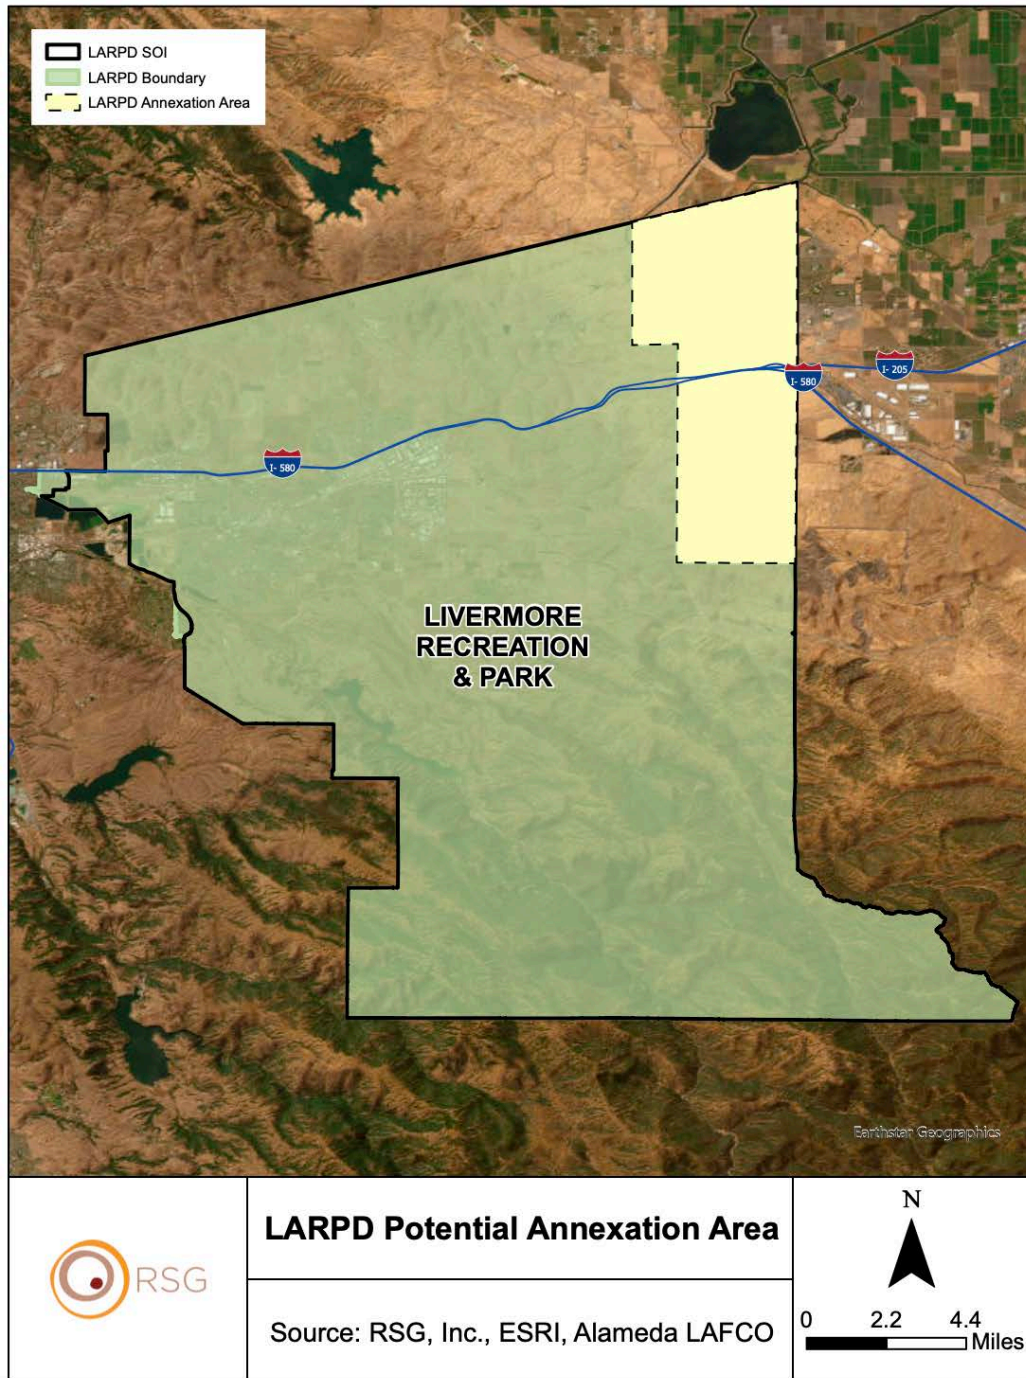 LARPD SOI
LARPD Boundary
LARPD Annexation Area
I-205
I-580
I-580
LIVERMORE
RECREATION
& PARK
Earthstar Geographics
RSG
LARPD Potential Annexation Area
Source: RSG, Inc., ESRI, Alameda LAFCO
N
0 2.2 4.4
Miles